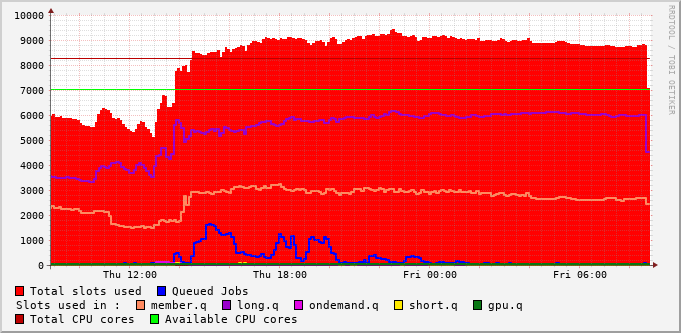 10000
9000
8000
7000
6000
5000
4000
3000
2000
1000
0
Thu 12:00 Thu 18:00 Fri 00:00 Fri 06:00
RRDTOOL / TOBI OETIKER
Total slots used Queued Jobs
Slots used in : member.q long.q ondemand.q short.q gpu.q
Total CPU cores Available CPU cores